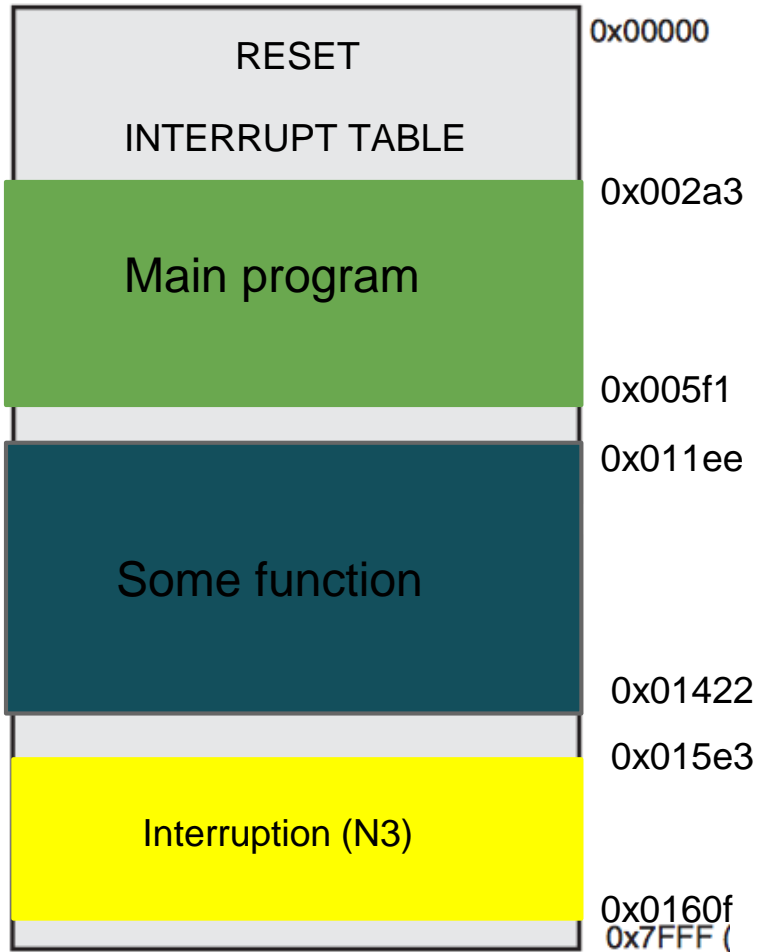 0x00000
RESET
INTERRUPT TABLE
0x002a3
Main program
0x005f1
0x011ee
Some function
0x01422
0x015e3
Interruption (N3)
0x0160f
0x7FFF (